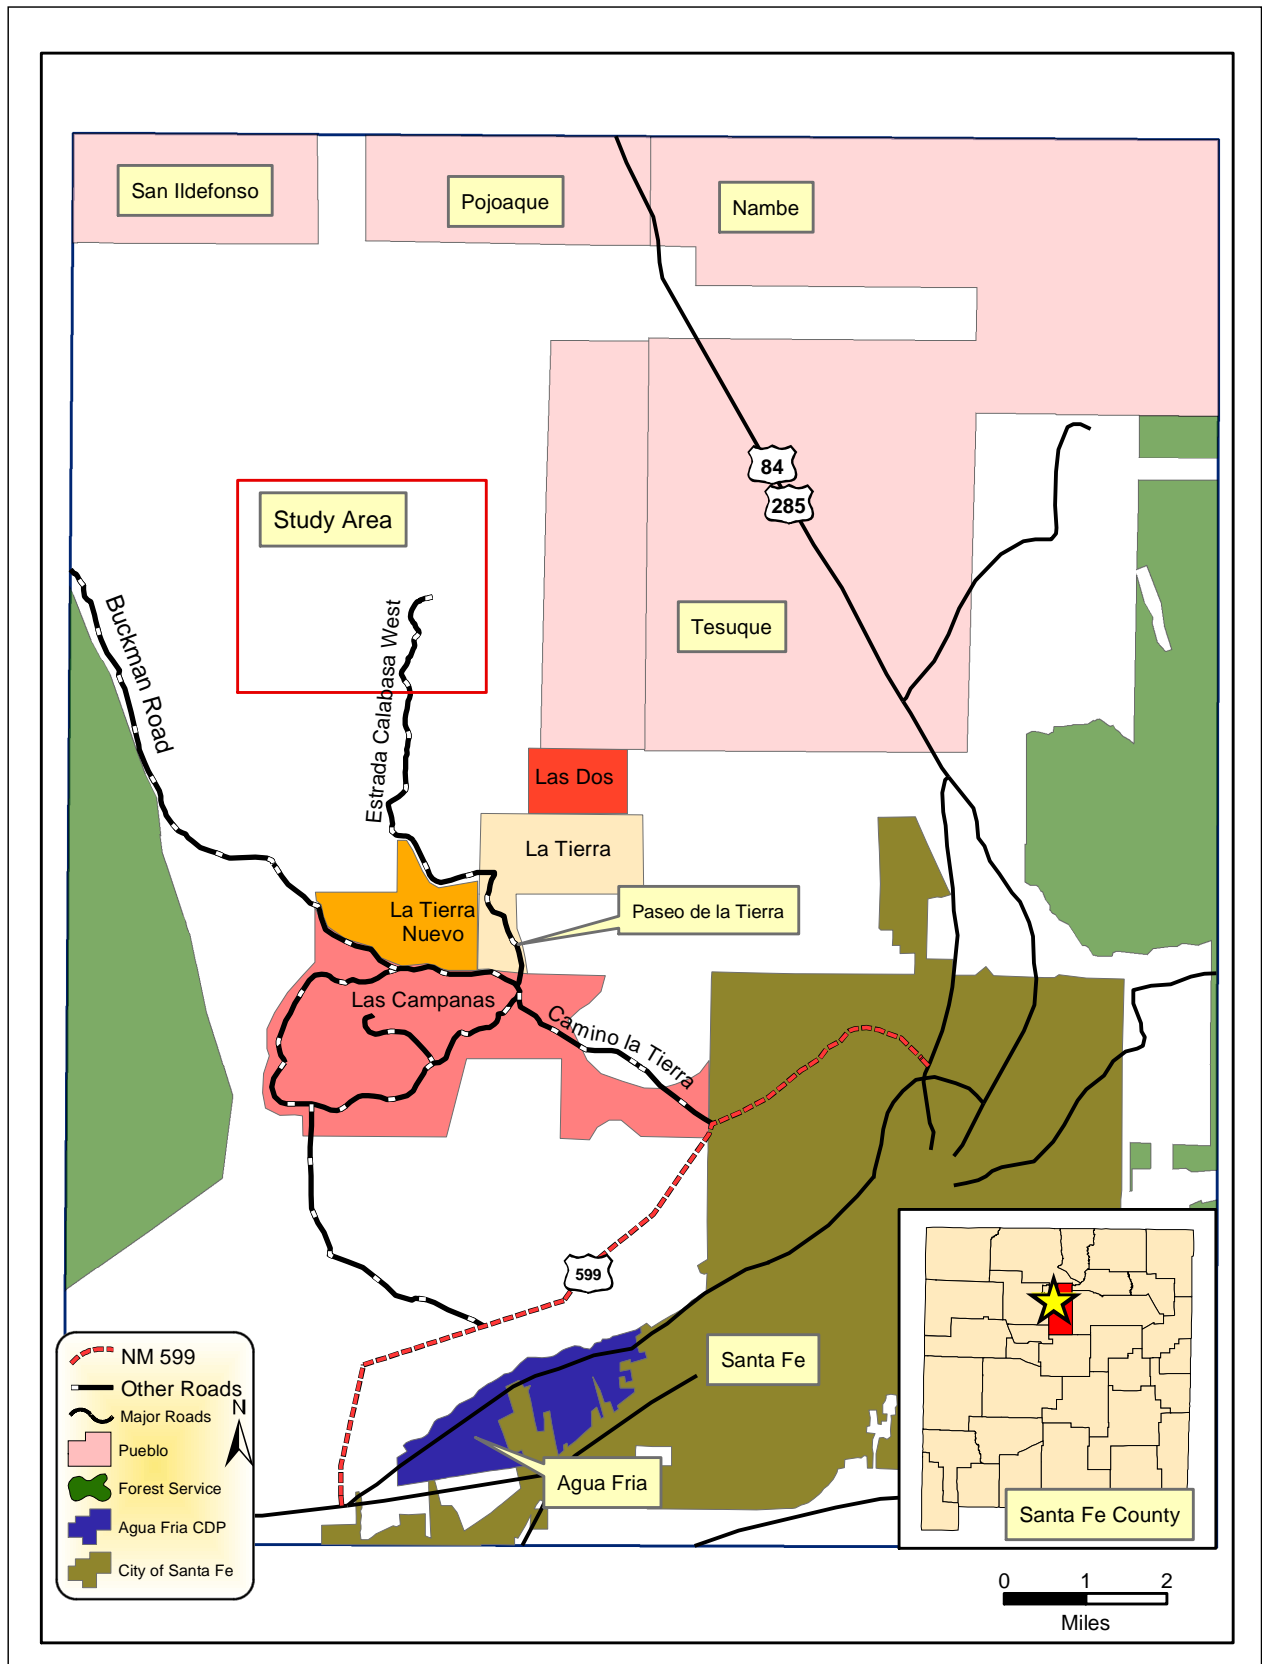 San Ildefonso
Pojoaque
Nambe
84
285
Study Area
Buckman Road
Estrada Calabasa West
Tesuque
Las Dos
La Tierra
La Tierra
Nuevo
Paseo de la Tierra
Las Campanas
Camino la Tierra
599
Santa Fe
Agua Fria
NM 599
Other Roads
Major Roads
N
Pueblo
Forest Service
Agua Fria CDP
City of Santa Fe
Santa Fe County
0 1 2
Miles